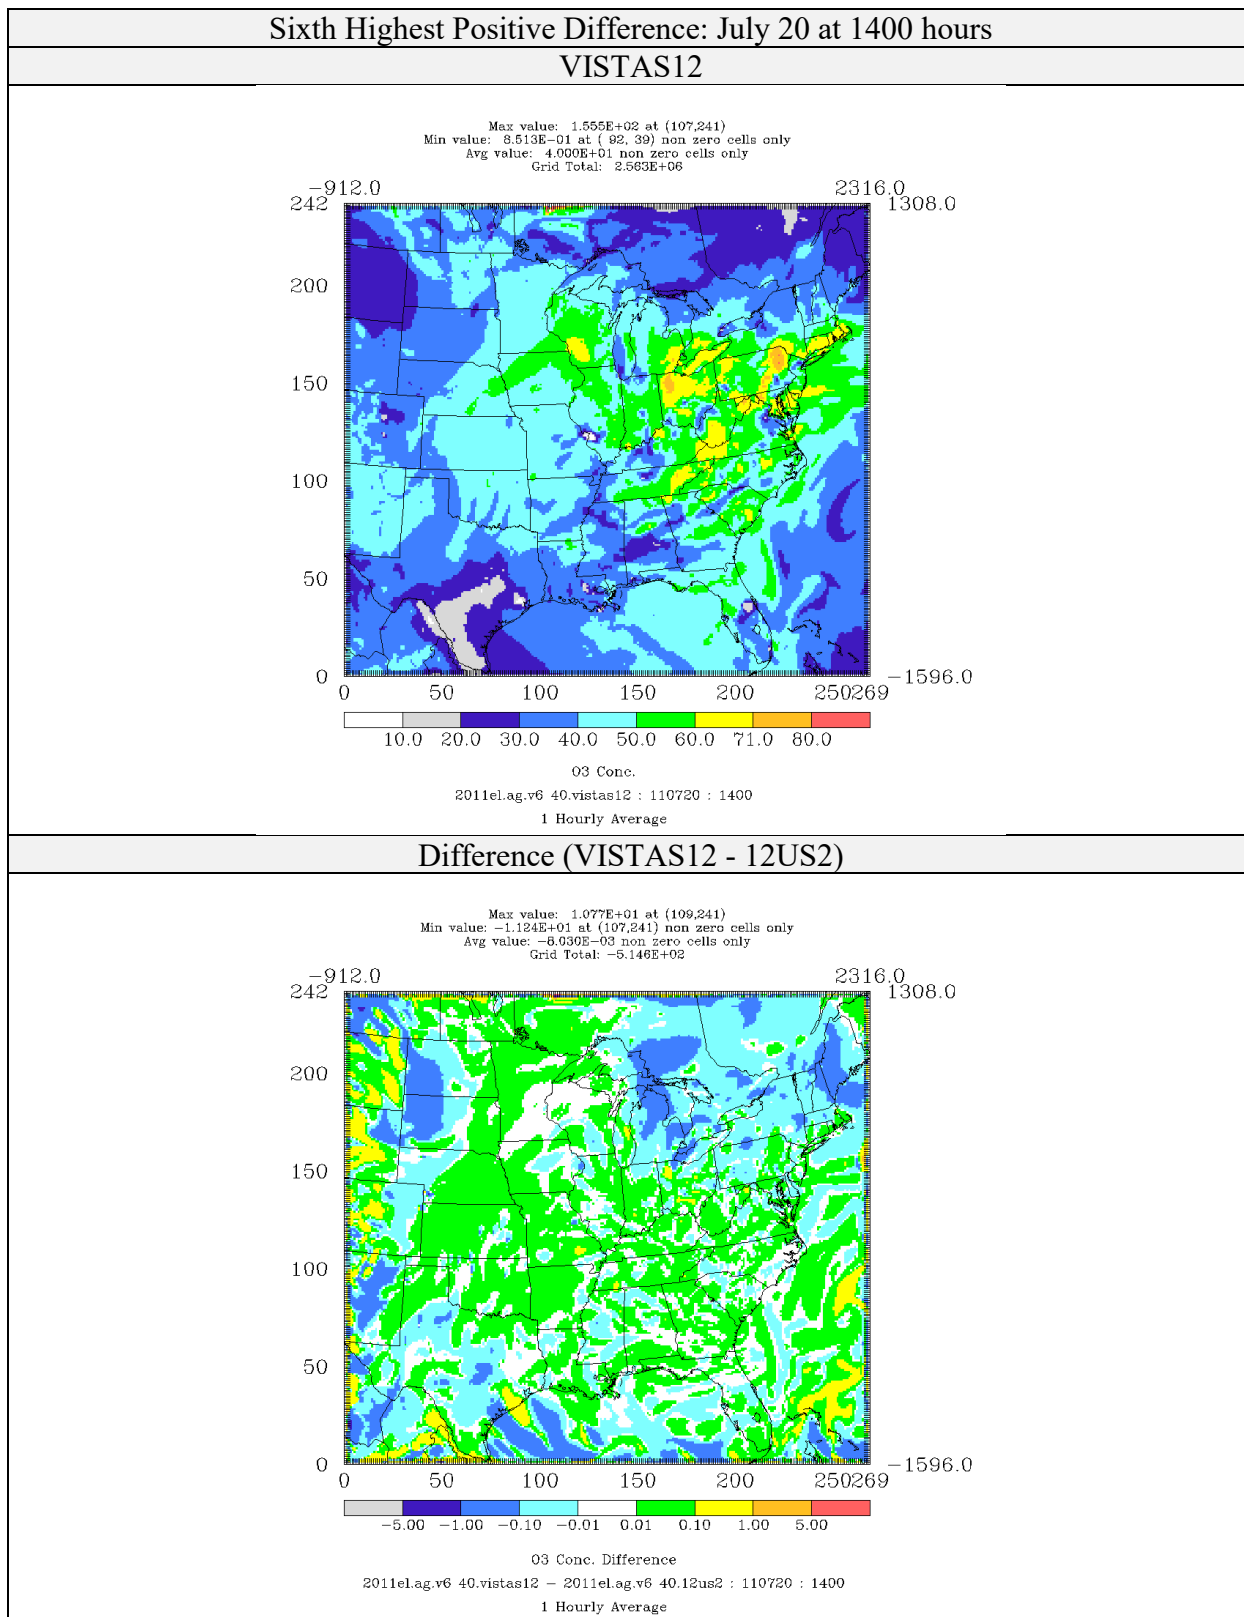 Sixth Highest Positive Difference: July 20 at 1400 hours
VISTAS12
Max value: 1.555E+02 at (107,241)
Min value: 8.513E-01 at ( 92, 39) non zero cells only
Avg value: 4.000E+01 non zero cells only
Grid Total: 2.563E+06
-912.0 2316.0
242 1308.0
200
150
100
50
0 -1596.0
0 50 100 150 200 250 269
10.0 20.0 30.0 40.0 50.0 60.0 71.0 80.0
O3 Conc.
2011el.ag.v6 40.vistas12 : 110720 : 1400
1 Hourly Average
Difference (VISTAS12 - 12US2)
Max value: 1.077E+01 at (109,241)
Min value: -1.124E+01 at (107,241) non zero cells only
Avg value: -8.030E-03 non zero cells only
Grid Total: -5.146E+02
-912.0 2316.0
242 1308.0
200
150
100
50
0 -1596.0
0 50 100 150 200 250 269
-5.00 -1.00 -0.10 -0.01 0.01 0.10 1.00 5.00
O3 Conc. Difference
2011el.ag.v6 40.vistas12 - 2011el.ag.v6 40.12us2 : 110720 : 1400
1 Hourly Average